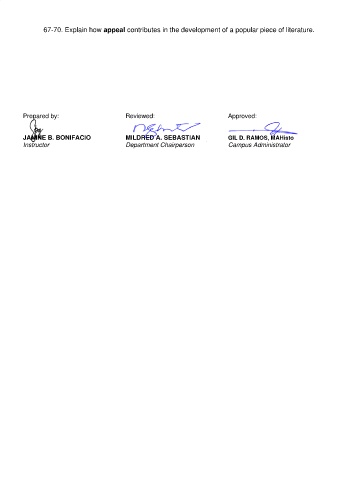 67-70. Explain how appeal contributes in the development of a popular piece of literature.
Prepared by: Reviewed: Approved:
JANINE B. BONIFACIO MILDRED A. SEBASTIAN GIL D. RAMOS, MAHisto
Instructor Department Chairperson Campus Administrator